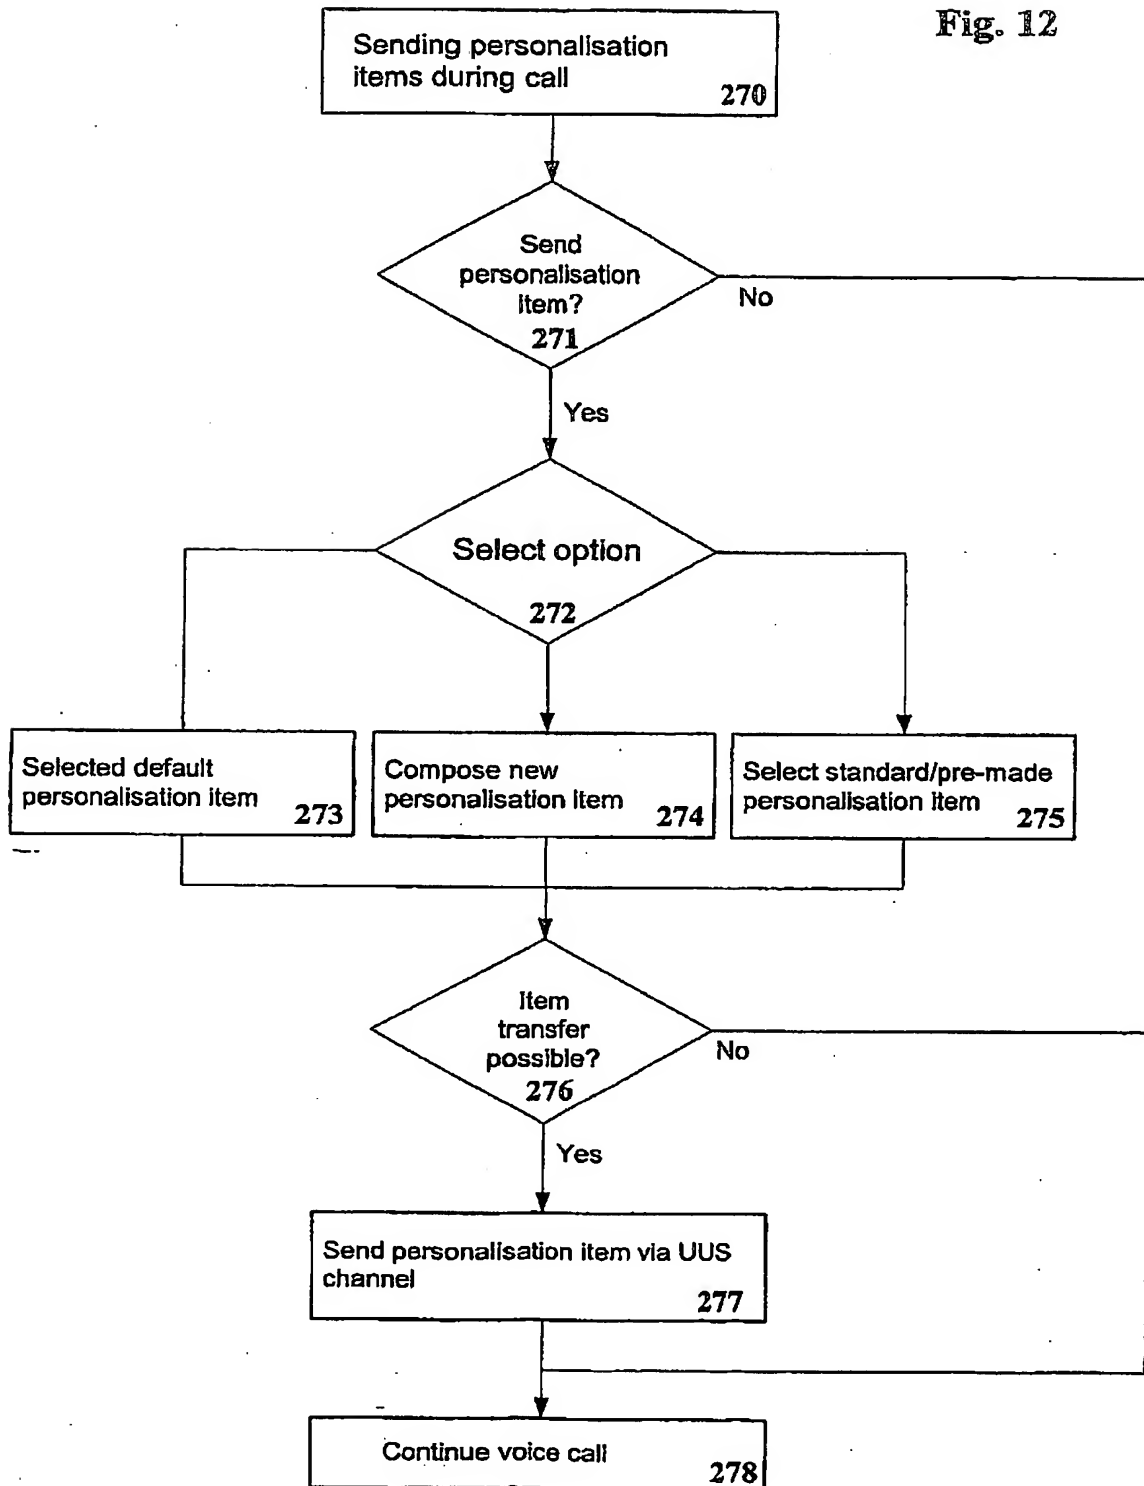 Fig. 12
Sending personalisation
items during call
270
Send
personalisation
item?
271
No
Yes
Select option
272
Selected default
personalisation item
273
Compose new
personalisation item
274
Select standard/pre-made
personalisation item
275
Item
transfer
possible?
276
No
Yes
Send personalisation item via UUS
channel
277
Continue voice call
278